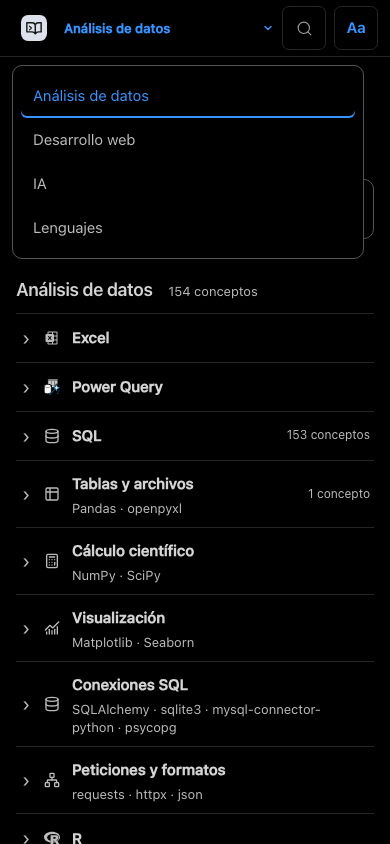 Análisis de datos
Aa
Análisis de datos
Desarrollo web
IA
Lenguajes
Análisis de datos 154 conceptos
Excel
Power Query
SQL 153 conceptos
Tablas y archivos
Pandas · openpyxl
1 concepto
Cálculo científico
NumPy · SciPy
Visualización
Matplotlib · Seaborn
Conexiones SQL
SQLAlchemy · sqlite3 · mysql-connector-
python · psycopg
Peticiones y formatos
requests · httpx · json
R